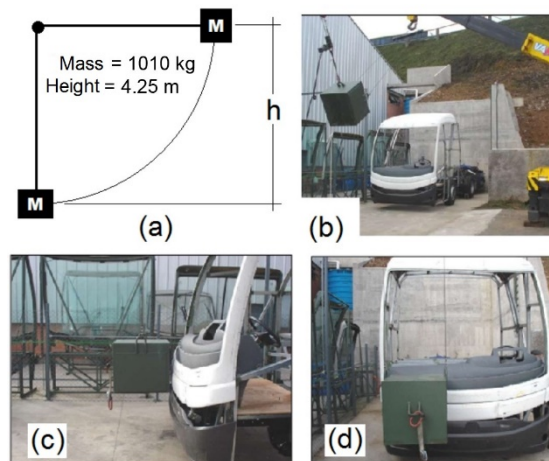 M
Mass = 1010 kg
Height = 4.25 m
h
M
(a)
(b)
(c)
(d)